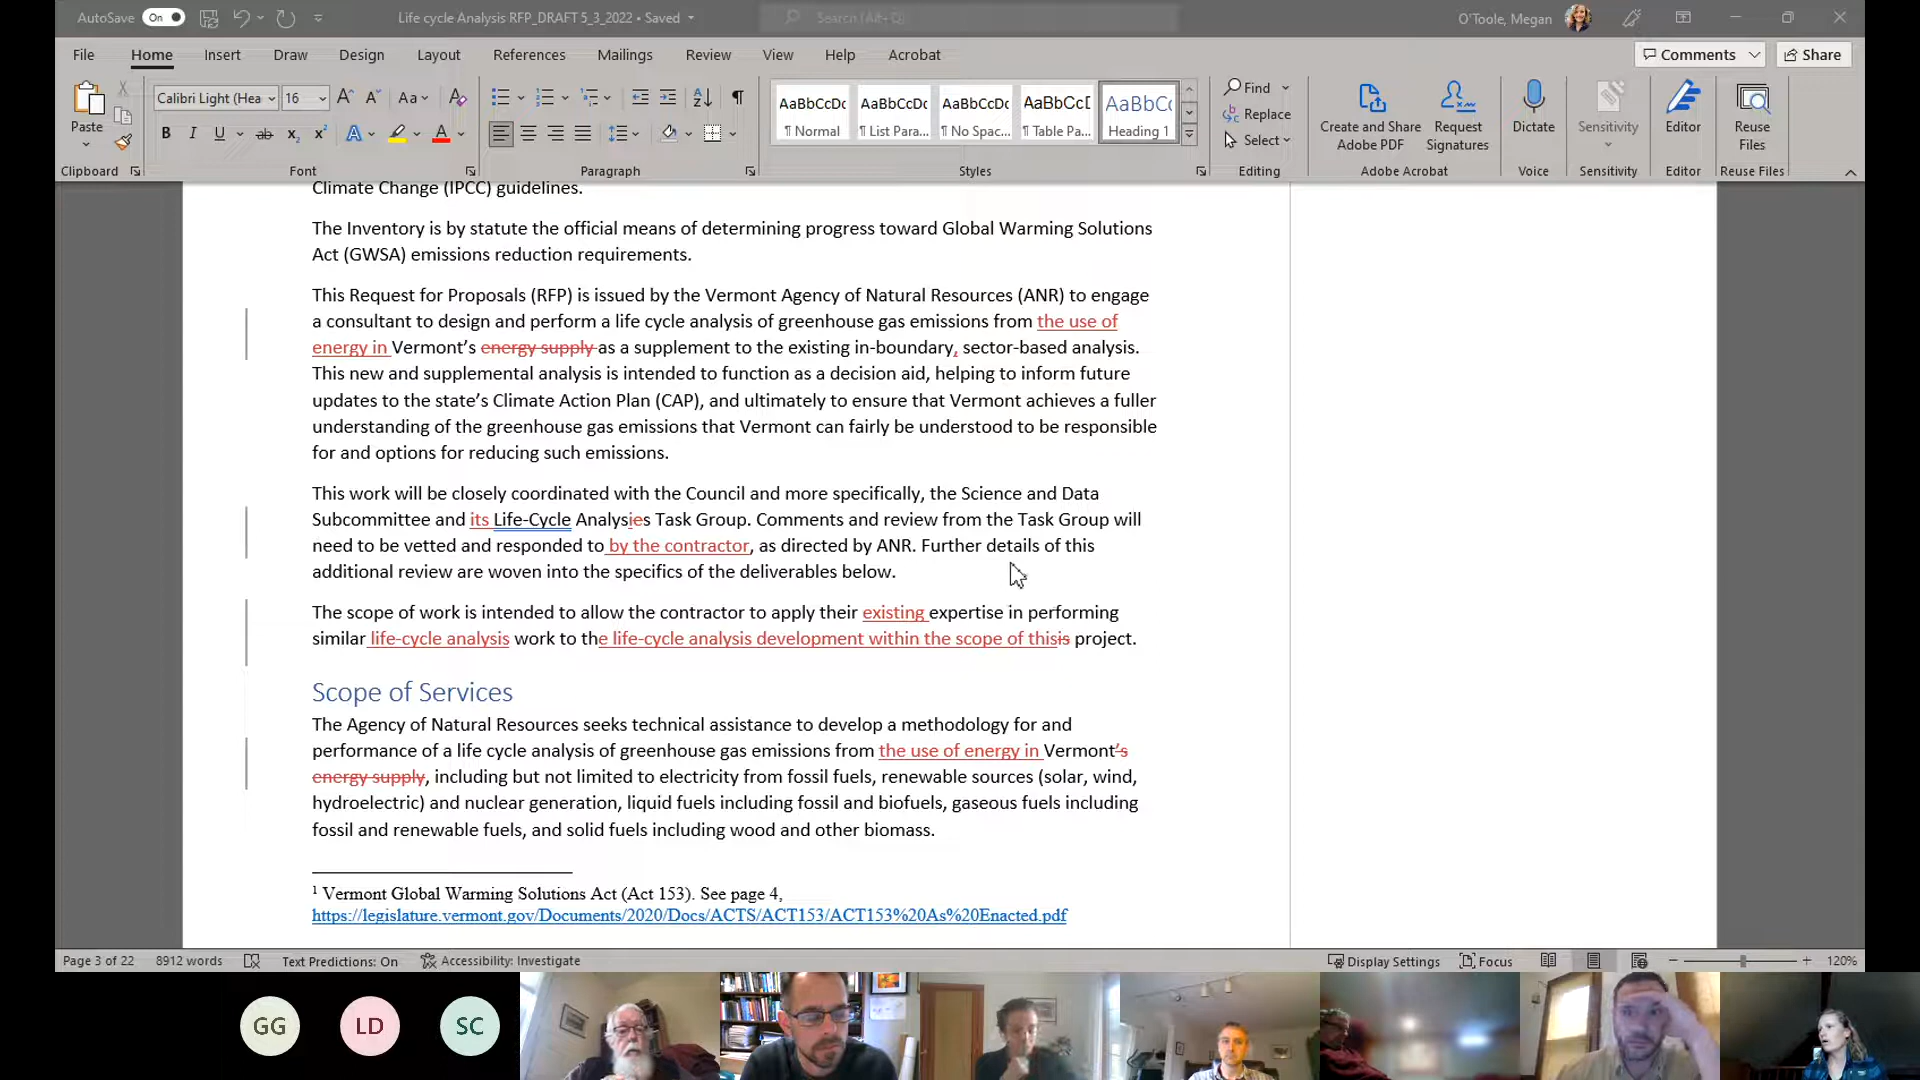 AutoSave On
Life cycle Analysis RFP_DRAFT 5_3_2022 • Saved
Search (Alt+Q)
O'Toole, Megan
File Home Insert Draw Design Layout References Mailings Review View Help Acrobat
Comments Share
Paste
Clipboard
Calibri Light (Hea 16
Font
Paragraph
AaBbCcDc AaBbCcDc AaBbCcDc AaBbCcD AaBbCc
¶ Normal ¶ List Para... ¶ No Spac... ¶ Table Pa... Heading 1
Styles
Find
Replace
Select
Editing
Create and Share Adobe PDF
Request Signatures
Adobe Acrobat
Dictate
Voice
Sensitivity
Sensitivity
Editor
Editor
Reuse Files
Reuse Files
Climate Change (IPCC) guidelines.
The Inventory is by statute the official means of determining progress toward Global Warming Solutions
Act (GWSA) emissions reduction requirements.
This Request for Proposals (RFP) is issued by the Vermont Agency of Natural Resources (ANR) to engage
a consultant to design and perform a life cycle analysis of greenhouse gas emissions from the use of
energy in Vermont's energy supply as a supplement to the existing in-boundary, sector-based analysis.
This new and supplemental analysis is intended to function as a decision aid, helping to inform future
updates to the state's Climate Action Plan (CAP), and ultimately to ensure that Vermont achieves a fuller
understanding of the greenhouse gas emissions that Vermont can fairly be understood to be responsible
for and options for reducing such emissions.
This work will be closely coordinated with the Council and more specifically, the Science and Data
Subcommittee and its Life-Cycle Analysies Task Group. Comments and review from the Task Group will
need to be vetted and responded to by the contractor, as directed by ANR. Further details of this
additional review are woven into the specifics of the deliverables below.
The scope of work is intended to allow the contractor to apply their existing expertise in performing
similar life-cycle analysis work to the life-cycle analysis development within the scope of thisis project.
Scope of Services
The Agency of Natural Resources seeks technical assistance to develop a methodology for and
performance of a life cycle analysis of greenhouse gas emissions from the use of energy in Vermont's
energy supply, including but not limited to electricity from fossil fuels, renewable sources (solar, wind,
hydroelectric) and nuclear generation, liquid fuels including fossil and biofuels, gaseous fuels including
fossil and renewable fuels, and solid fuels including wood and other biomass.
1 Vermont Global Warming Solutions Act (Act 153). See page 4,
https://legislature.vermont.gov/Documents/2020/Docs/ACTS/ACT153/ACT153%20As%20Enacted.pdf
Page 3 of 22 8912 words Text Predictions: On Accessibility: Investigate
Display Settings Focus 120%
GG LD SC